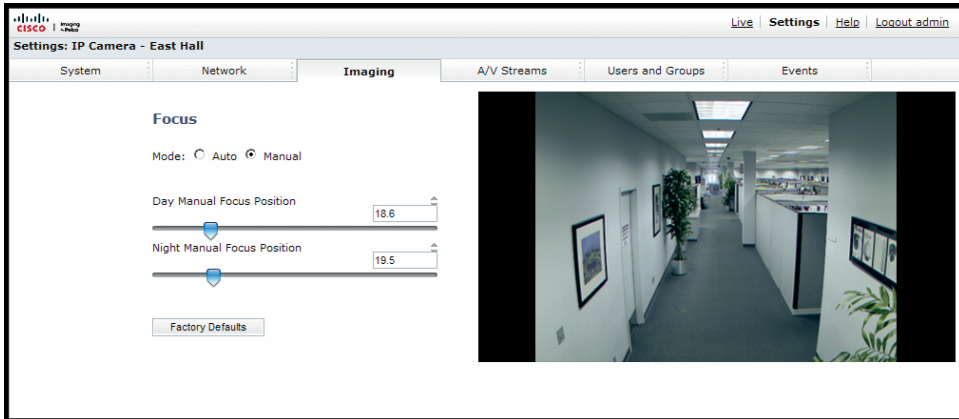 CISCO Imaging by Pelco
Live Settings Help Logout admin
Settings: IP Camera - East Hall
System Network Imaging A/V Streams Users and Groups Events
Focus
Mode: Auto Manual
Day Manual Focus Position
18.6
Night Manual Focus Position
19.5
Factory Defaults